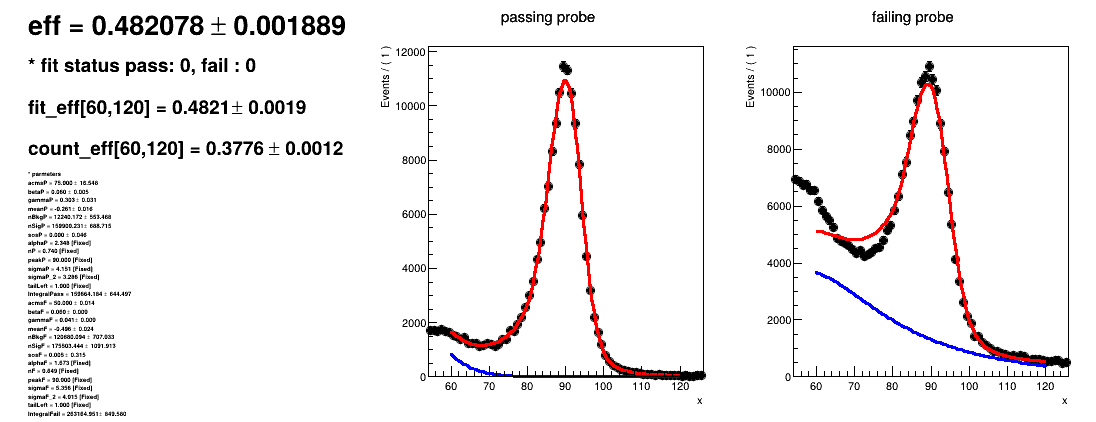 eff = 0.482078 ± 0.001889
* fit status pass: 0, fail : 0
fit_eff[60,120] = 0.4821 ± 0.0019
count_eff[60,120] = 0.3776 ± 0.0012
* parmeters
acmsP = 75.000 ± 16.546
betaP = 0.060 ± 0.005
gammaP = 0.303 ± 0.031
meanP = -0.261 ± 0.016
nBkgP = 12240.172 ± 553.468
nSigP = 159909.231 ± 688.715
sosP = 0.000 ± 0.046
alphaP = 2.348 [Fixed]
nP = 0.740 [Fixed]
peakP = 90.000 [Fixed]
sigmaP = 4.151 [Fixed]
sigmaP_2 = 3.286 [Fixed]
tailLeft = 1.000 [Fixed]
IntegralPass = 159664.184 ± 644.497
acmsF = 50.000 ± 0.014
betaF = 0.080 ± 0.000
gammaF = 0.041 ± 0.000
meanF = -0.496 ± 0.024
nBkgF = 120680.094 ± 707.033
nSigF = 175503.444 ± 1091.913
sosF = 0.005 ± 0.315
alphaF = 1.673 [Fixed]
nF = 0.649 [Fixed]
peakF = 90.000 [Fixed]
sigmaF = 5.356 [Fixed]
sigmaF_2 = 4.015 [Fixed]
tailLeft = 1.000 [Fixed]
IntegralFail = 263184.951 ± 849.560
passing probe
Events / ( 1 )
12000
10000
8000
6000
4000
2000
0
60 70 80 90 100 110 120
x
failing probe
Events / ( 1 )
10000
8000
6000
4000
2000
0
60 70 80 90 100 110 120
x